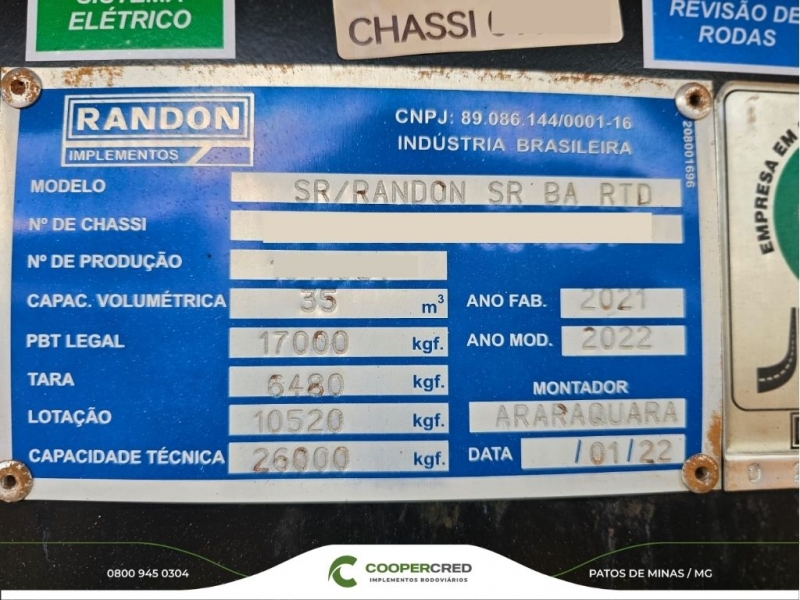 SISTEMA
ELÉTRICO
CHASSI
REVISÃO DE
RODAS
RANDON
IMPLEMENTOS
CNPJ: 89.086.144/0001-16
INDÚSTRIA BRASILEIRA
208001696
MODELO SR/RANDON SR BA RTD
Nº DE CHASSI
Nº DE PRODUÇÃO
CAPAC. VOLUMÉTRICA 35 m³ ANO FAB. 2021
PBT LEGAL 17000 kgf. ANO MOD. 2022
TARA 6480 kgf.
MONTADOR
LOTAÇÃO 10520 kgf. ARARAQUARA
CAPACIDADE TÉCNICA 26000 kgf. DATA /01/22
EMPRESA EM
0800 945 0304
COOPERCRED
IMPLEMENTOS RODOVIÁRIOS
PATOS DE MINAS / MG